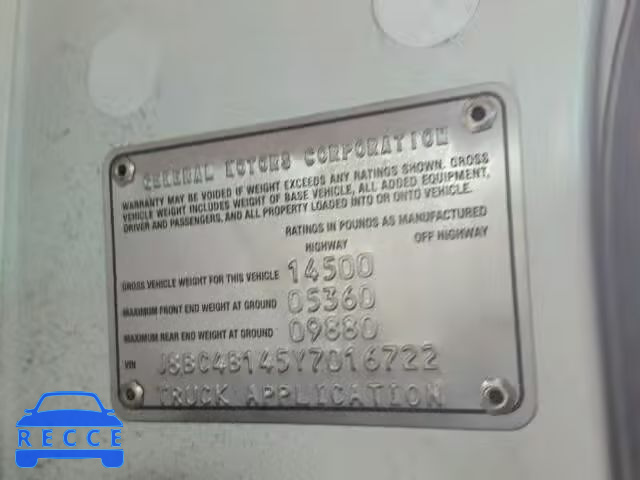 GENERAL MOTORS CORPORATION
WARRANTY MAY BE VOIDED IF WEIGHT EXCEEDS ANY RATINGS SHOWN. GROSS
VEHICLE WEIGHT INCLUDES WEIGHT OF BASE VEHICLE, ALL ADDED EQUIPMENT,
DRIVER AND PASSENGERS, AND ALL PROPERTY LOADED INTO OR ONTO VEHICLE.
RATINGS IN POUNDS AS MANUFACTURED
HIGHWAY OFF HIGHWAY
GROSS VEHICLE WEIGHT FOR THIS VEHICLE 14500
MAXIMUM FRONT END WEIGHT AT GROUND 05360
MAXIMUM REAR END WEIGHT AT GROUND 09880
VIN J8BC4B145Y7016722
TRUCK APPLICATION
RECCE